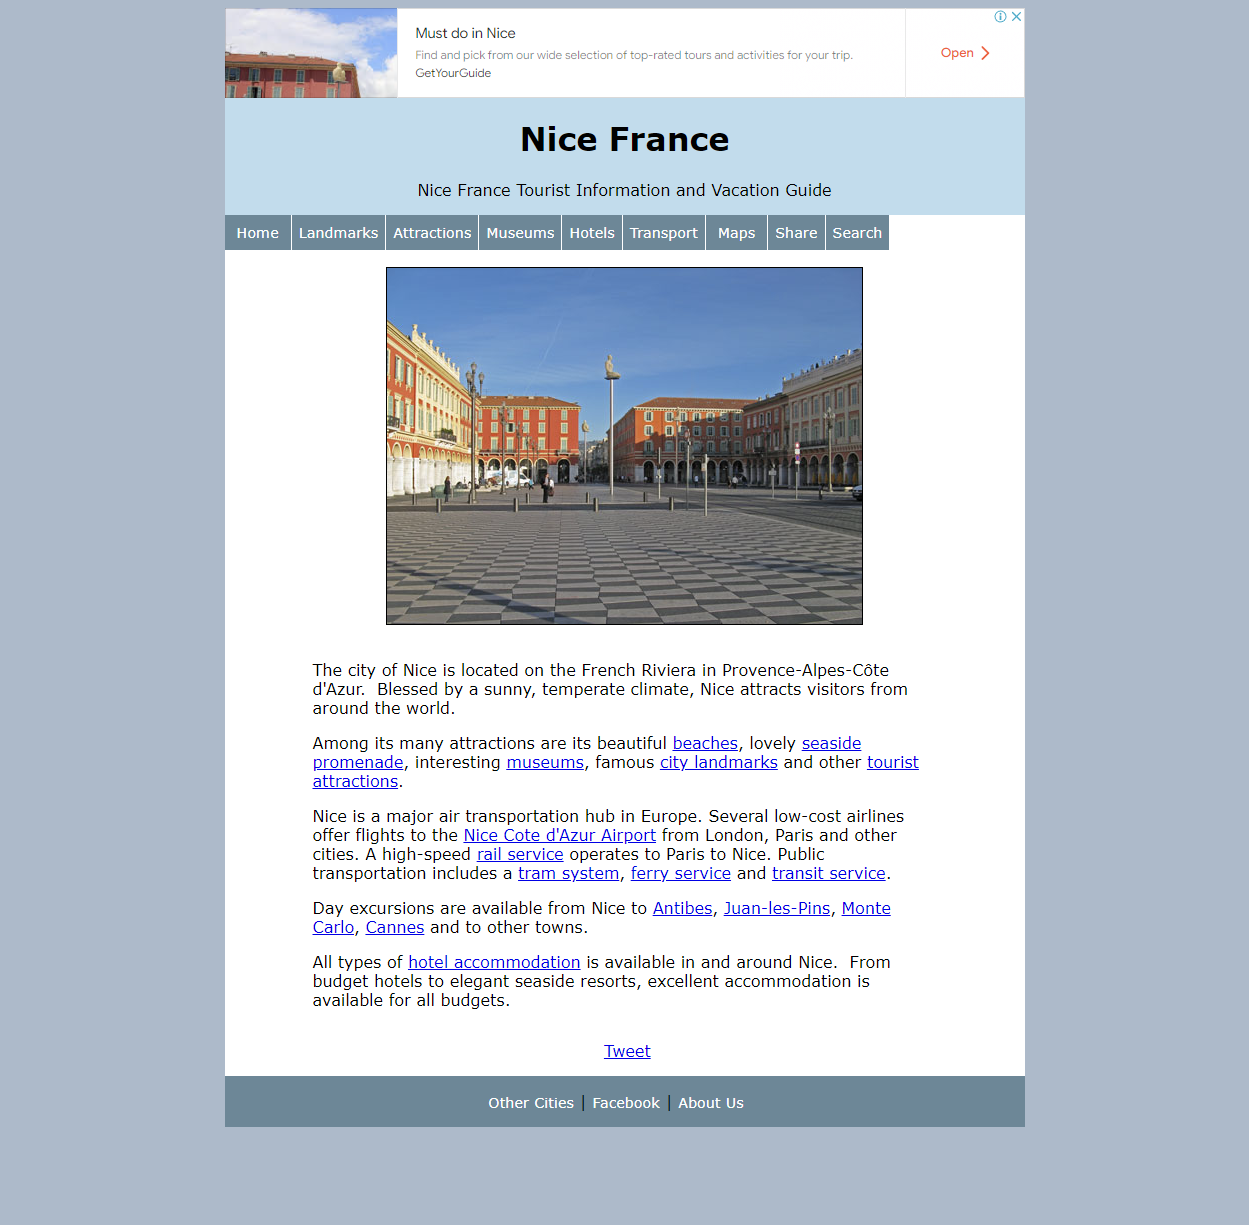 Must do in Nice
Find and pick from our wide selection of top-rated tours and activities for your trip.
GetYourGuide
Open
Nice France
Nice France Tourist Information and Vacation Guide
Home Landmarks Attractions Museums Hotels Transport Maps Share Search
The city of Nice is located on the French Riviera in Provence-Alpes-Côte
d'Azur.  Blessed by a sunny, temperate climate, Nice attracts visitors from
around the world.
Among its many attractions are its beautiful beaches, lovely seaside
promenade, interesting museums, famous city landmarks and other tourist
attractions.
Nice is a major air transportation hub in Europe. Several low-cost airlines
offer flights to the Nice Cote d'Azur Airport from London, Paris and other
cities. A high-speed rail service operates to Paris to Nice. Public
transportation includes a tram system, ferry service and transit service.
Day excursions are available from Nice to Antibes, Juan-les-Pins, Monte
Carlo, Cannes and to other towns.
All types of hotel accommodation is available in and around Nice.  From
budget hotels to elegant seaside resorts, excellent accommodation is
available for all budgets.
Tweet
Other Cities | Facebook | About Us